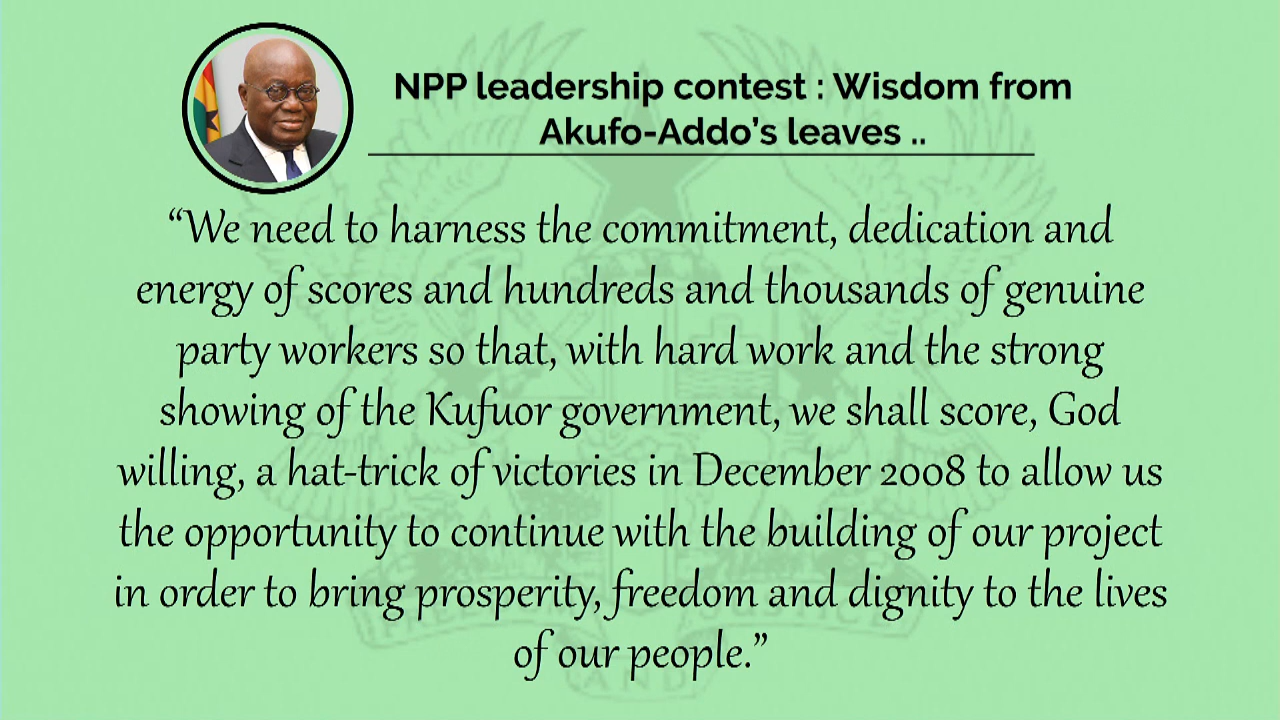 NPP leadership contest : Wisdom from
Akufo-Addo’s leaves ..
“We need to harness the commitment, dedication and
energy of scores and hundreds and thousands of genuine
party workers so that, with hard work and the strong
showing of the Kufuor government, we shall score, God
willing, a hat-trick of victories in December 2008 to allow us
the opportunity to continue with the building of our project
in order to bring prosperity, freedom and dignity to the lives
of our people.”
AND